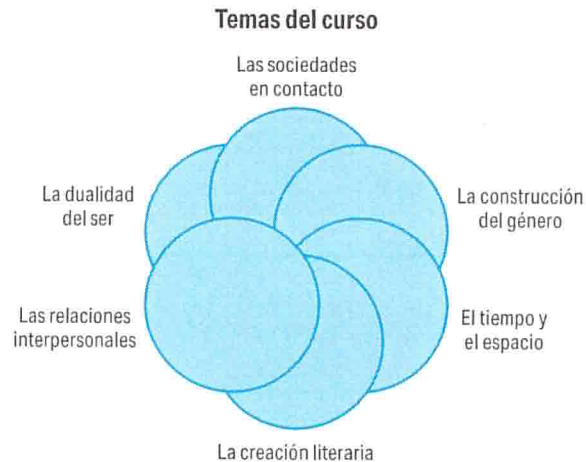 Temas del curso
Las sociedades
en contacto
La dualidad
del ser
La construcción
del género
Las relaciones
interpersonales
El tiempo y
el espacio
La creación literaria